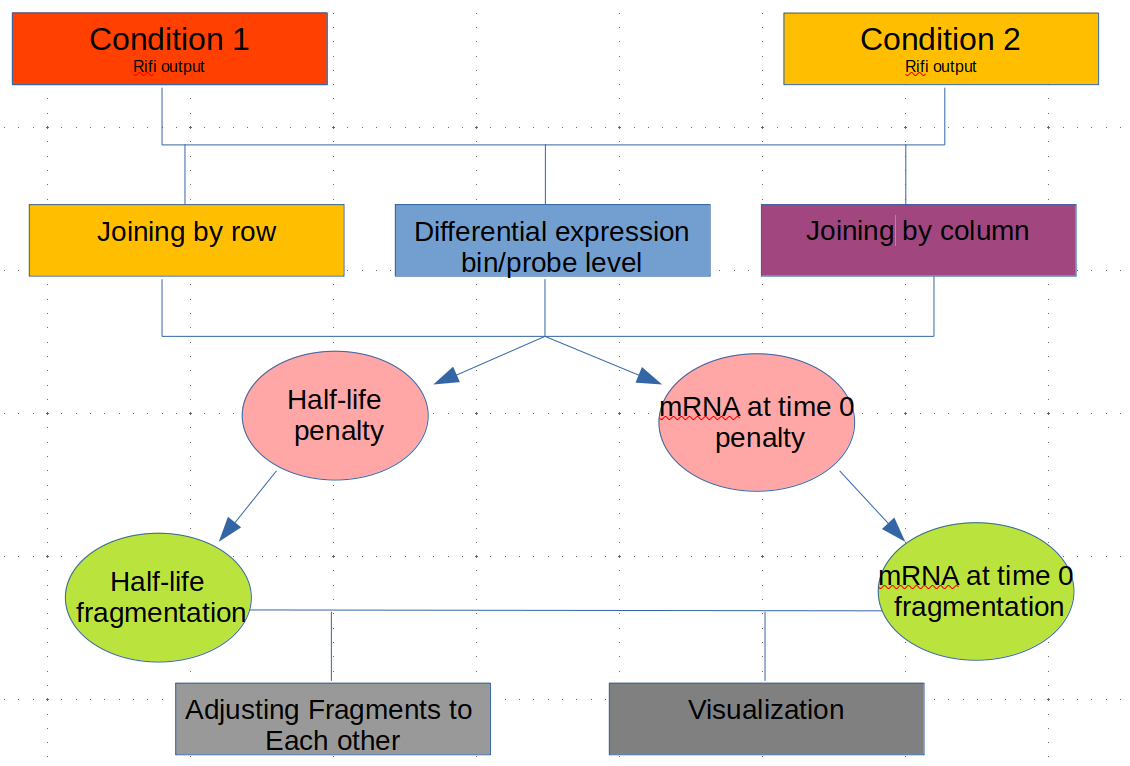 Condition 1
Rifi output
Condition 2
Rifi output
Joining by row
Differential expression
bin/probe level
Joining by column
Half-life
penalty
mRNA at time 0
penalty
Half-life
fragmentation
mRNA at time 0
fragmentation
Adjusting Fragments to
Each other
Visualization